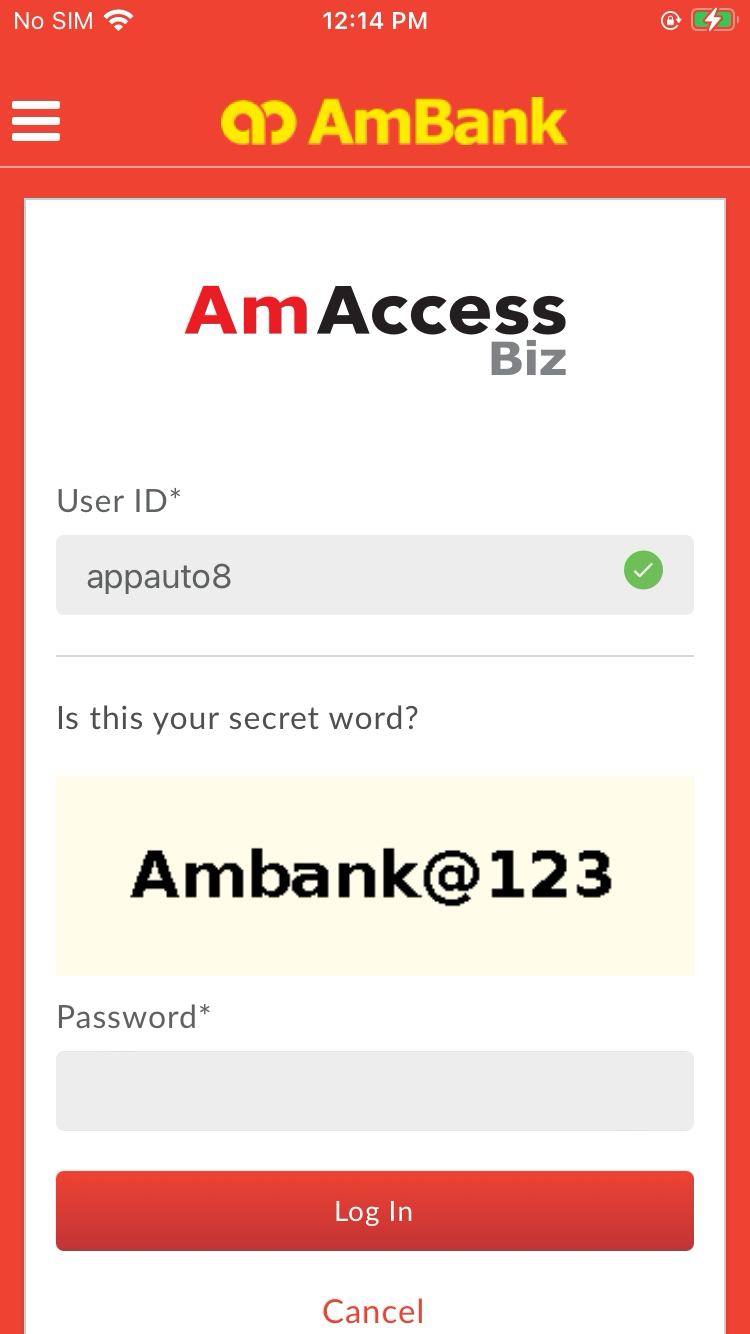 No SIM 12:14 PM
AmBank
AmAccess
Biz
User ID*
appauto8
Is this your secret word?
Ambank@123
Password*
Log In
Cancel